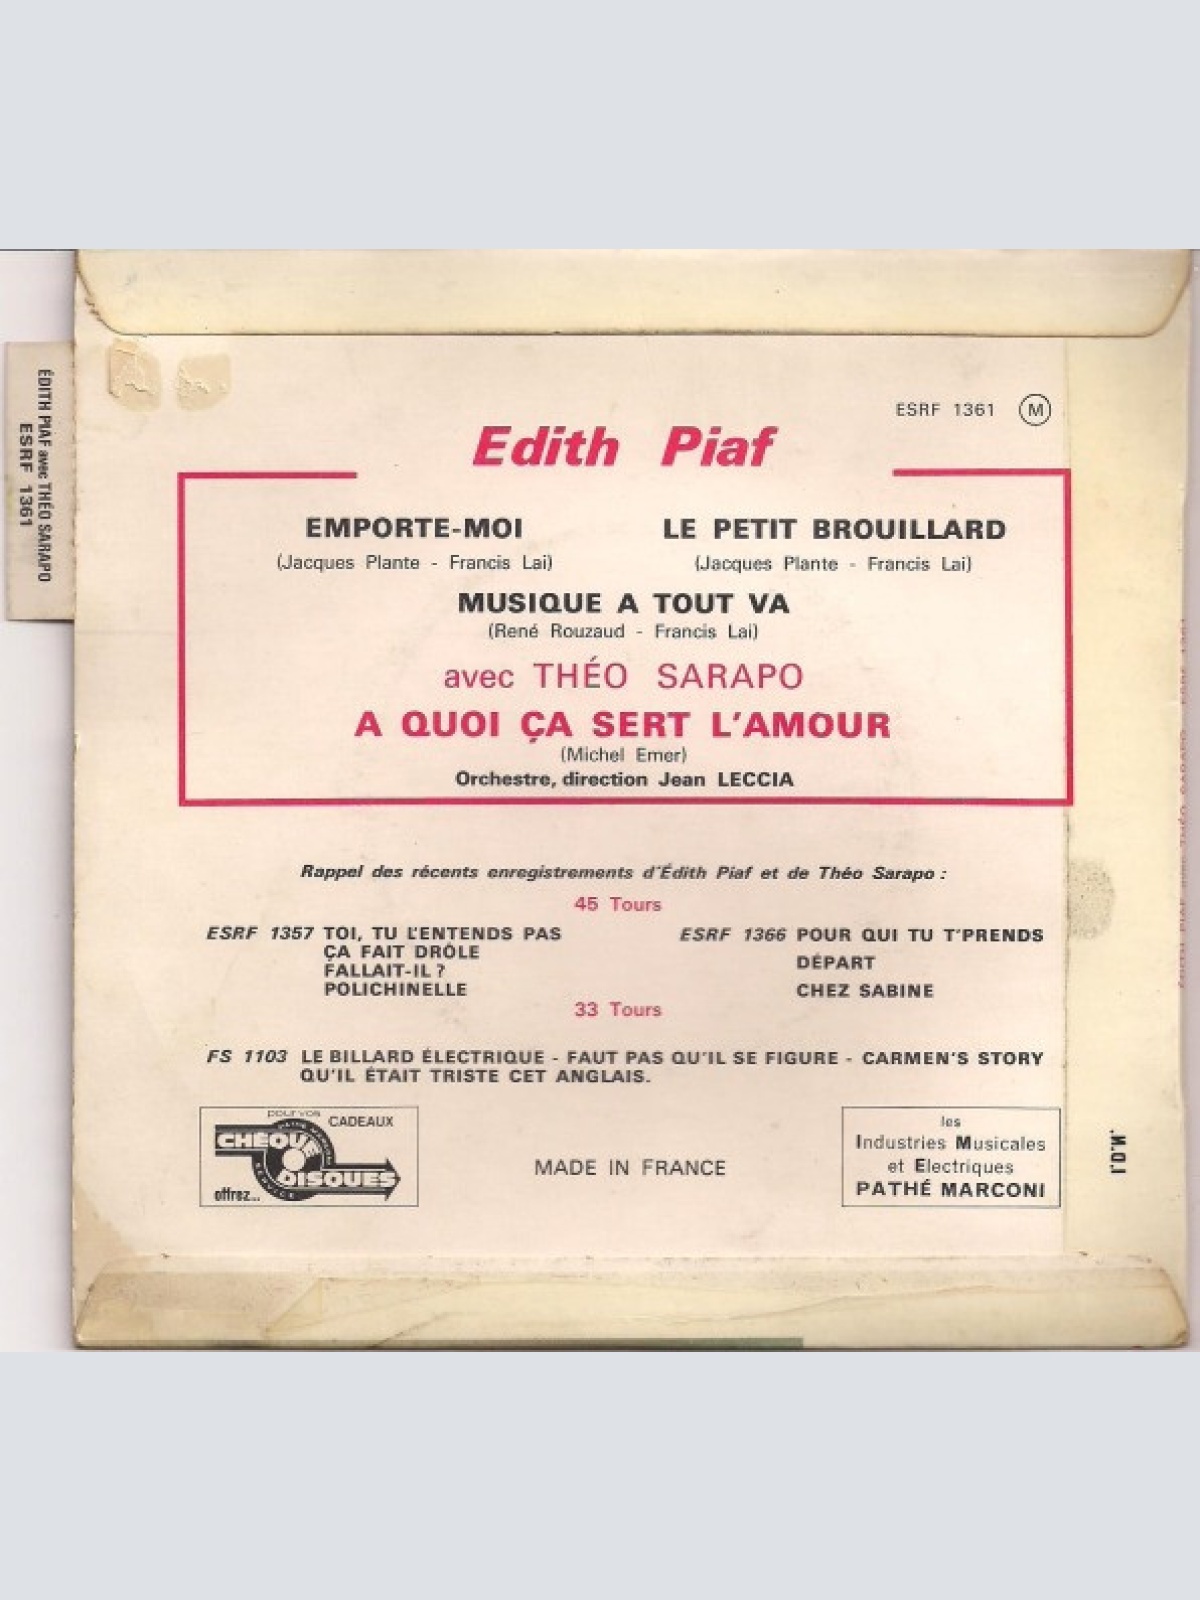 ÉDITH PIAF avec THÉO SARAPO
ESRF 1361
ESRF 1361 M
Edith Piaf
EMPORTE-MOI
(Jacques Plante - Francis Lai)
LE PETIT BROUILLARD
(Jacques Plante - Francis Lai)
MUSIQUE A TOUT VA
(René Rouzaud - Francis Lai)
avec THÉO SARAPO
A QUOI ÇA SERT L'AMOUR
(Michel Emer)
Orchestre, direction Jean LECCIA
Rappel des récents enregistrements d'Édith Piaf et de Théo Sarapo :
45 Tours
ESRF 1357 TOI, TU L'ENTENDS PAS
ÇA FAIT DRÔLE
FALLAIT-IL ?
POLICHINELLE
ESRF 1366 POUR QUI TU T'PRENDS
DÉPART
CHEZ SABINE
33 Tours
FS 1103 LE BILLARD ÉLECTRIQUE - FAUT PAS QU'IL SE FIGURE - CARMEN'S STORY
QU'IL ÉTAIT TRISTE CET ANGLAIS.
pour vos CADEAUX
CHEQUE
DISQUES
SERVICE
offrez...
MADE IN FRANCE
les
Industries Musicales
et Electriques
PATHÉ MARCONI